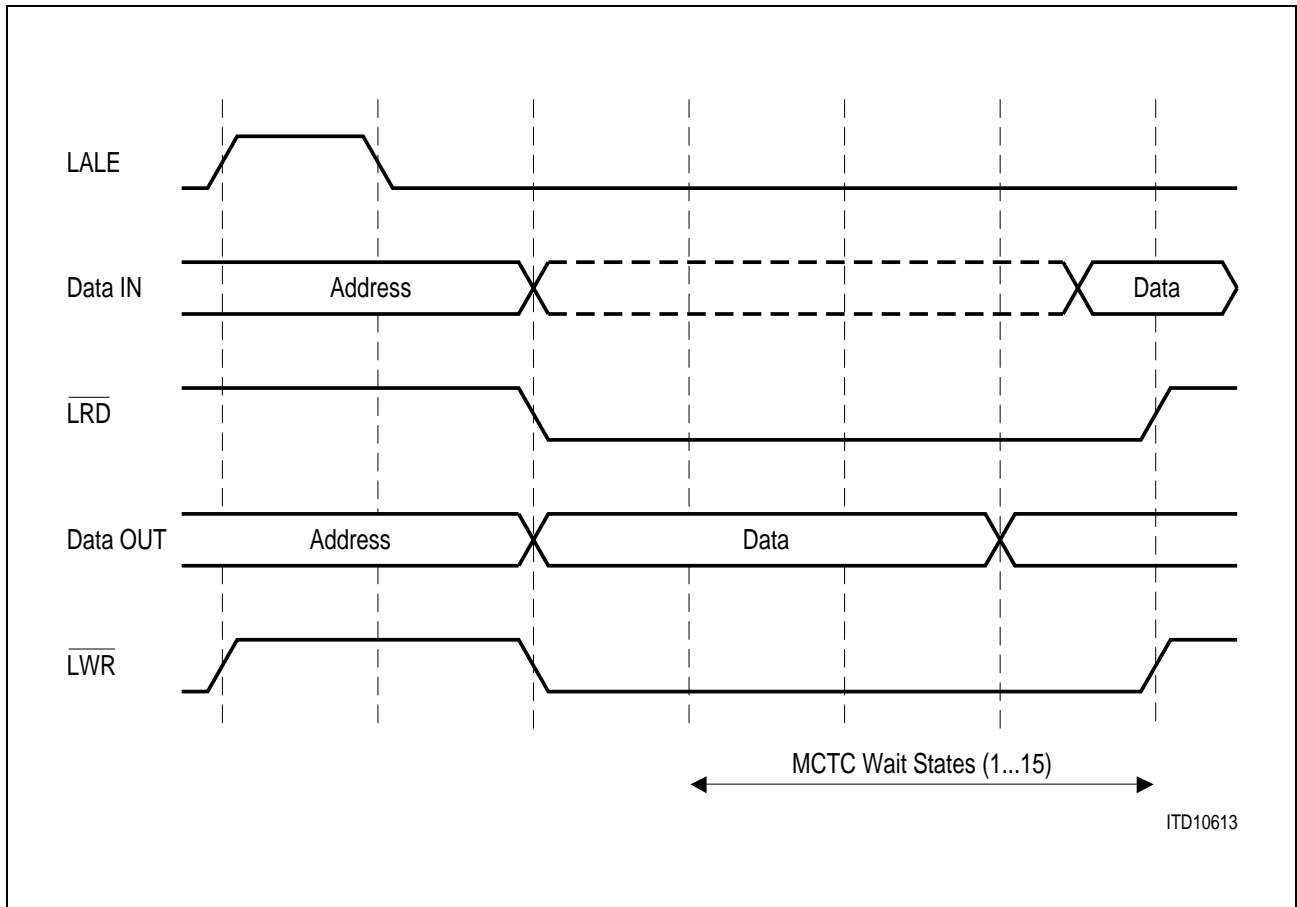 LALE
Data IN
Address
Data
LRD
Data OUT
Address
Data
LWR
MCTC Wait States (1...15)
ITD10613